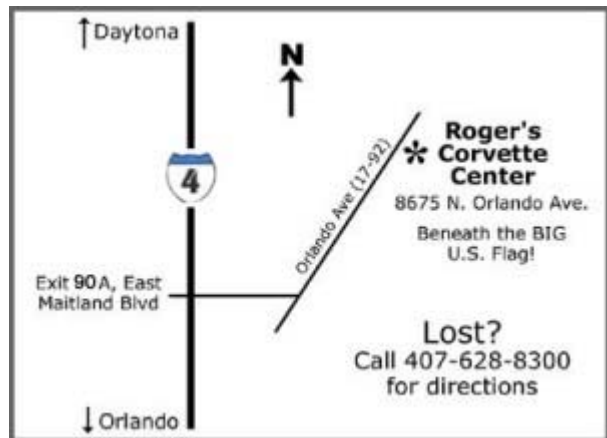 ↑ Daytona
N
4
Orlando Ave (17-92)
Roger's
Corvette
Center
8675 N. Orlando Ave.
Beneath the BIG
U.S. Flag!
Exit 90A, East
Maitland Blvd
Lost?
Call 407-628-8300
for directions
↓ Orlando